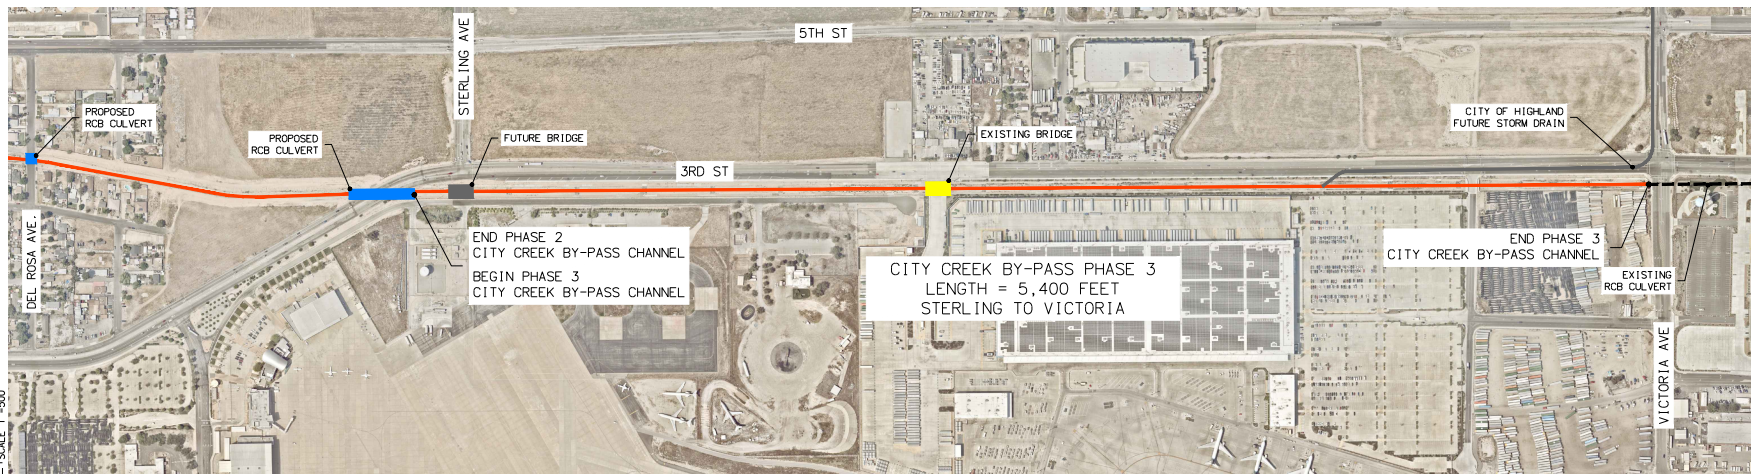 5TH ST
STERLING AVE
PROPOSED
RCB CULVERT
PROPOSED
RCB CULVERT
FUTURE BRIDGE
EXISTING BRIDGE
CITY OF HIGHLAND
FUTURE STORM DRAIN
3RD ST
DEL ROSA AVE.
END PHASE 2
CITY CREEK BY-PASS CHANNEL
BEGIN PHASE 3
CITY CREEK BY-PASS CHANNEL
CITY CREEK BY-PASS PHASE 3
LENGTH = 5,400 FEET
STERLING TO VICTORIA
END PHASE 3
CITY CREEK BY-PASS CHANNEL
EXISTING
RCB CULVERT
VICTORIA AVE